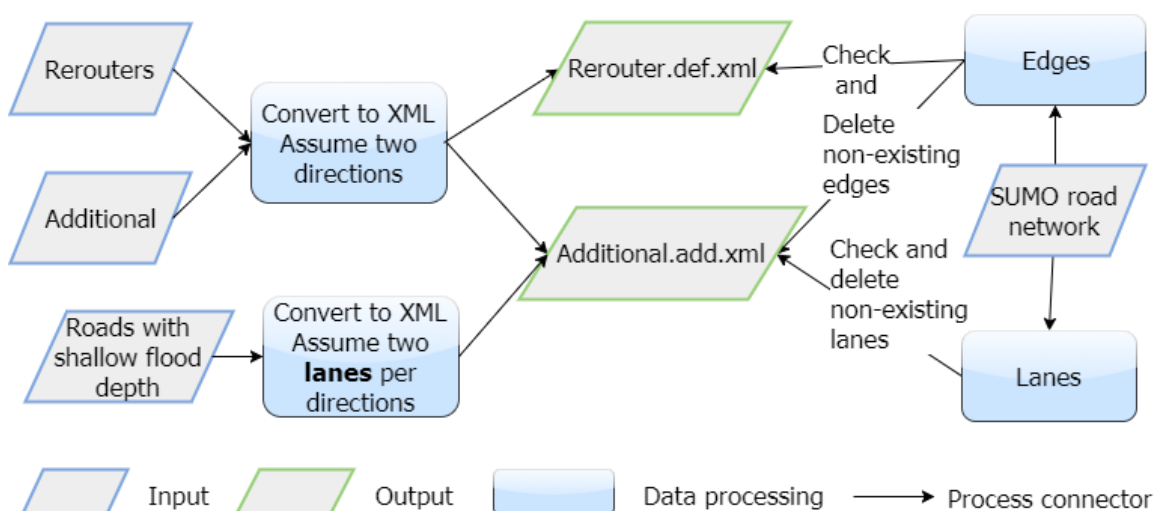 Rerouters
Additional
Roads with
shallow flood
depth
Convert to XML
Assume two
directions
Convert to XML
Assume two
lanes per
directions
Rerouter.def.xml
Additional.add.xml
Check
and
Delete
non-existing
edges
Check and
delete
non-existing
lanes
Edges
SUMO road
network
Lanes
Input
Output
Data processing
Process connector